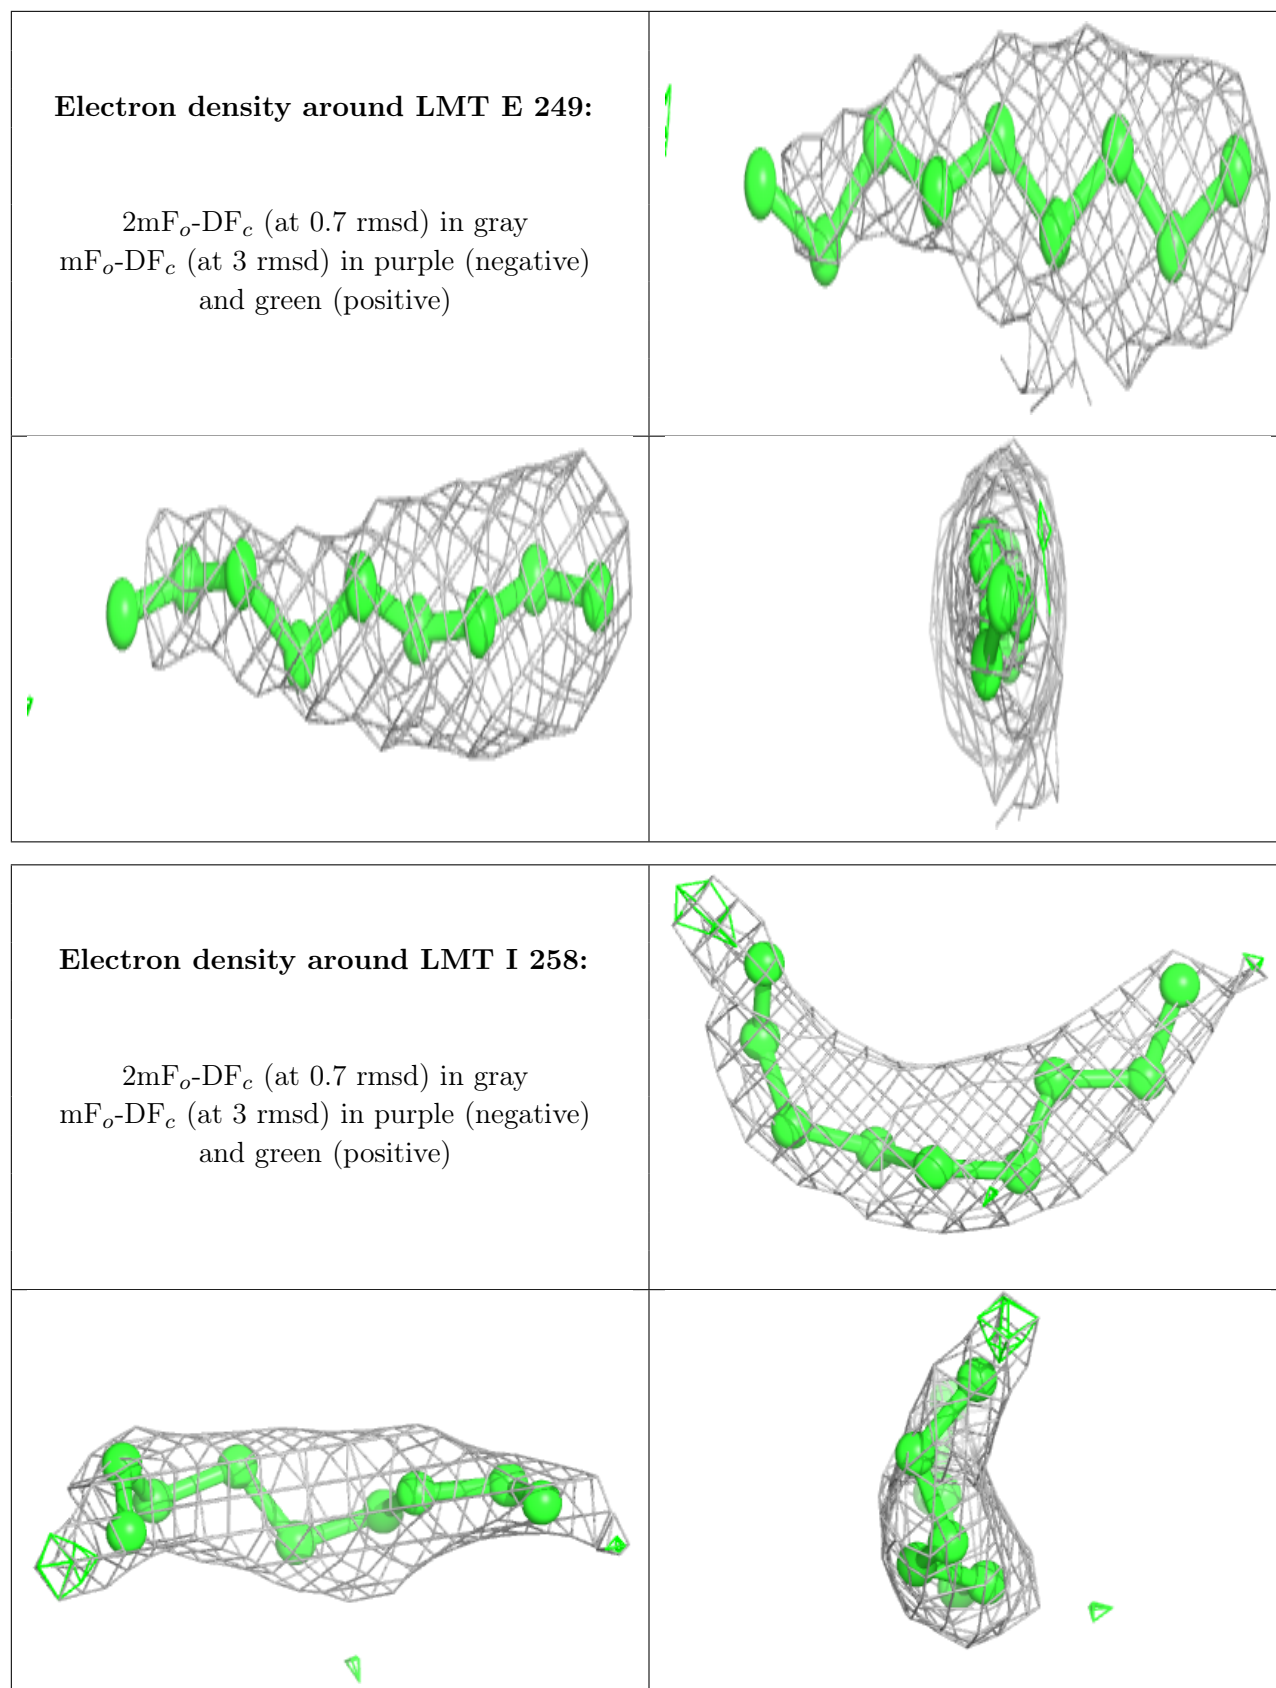 Electron density around LMT E 249:
2mFₒ-DF𝒸 (at 0.7 rmsd) in gray
mFₒ-DF𝒸 (at 3 rmsd) in purple (negative)
and green (positive)
Electron density around LMT I 258:
2mFₒ-DF𝒸 (at 0.7 rmsd) in gray
mFₒ-DF𝒸 (at 3 rmsd) in purple (negative)
and green (positive)